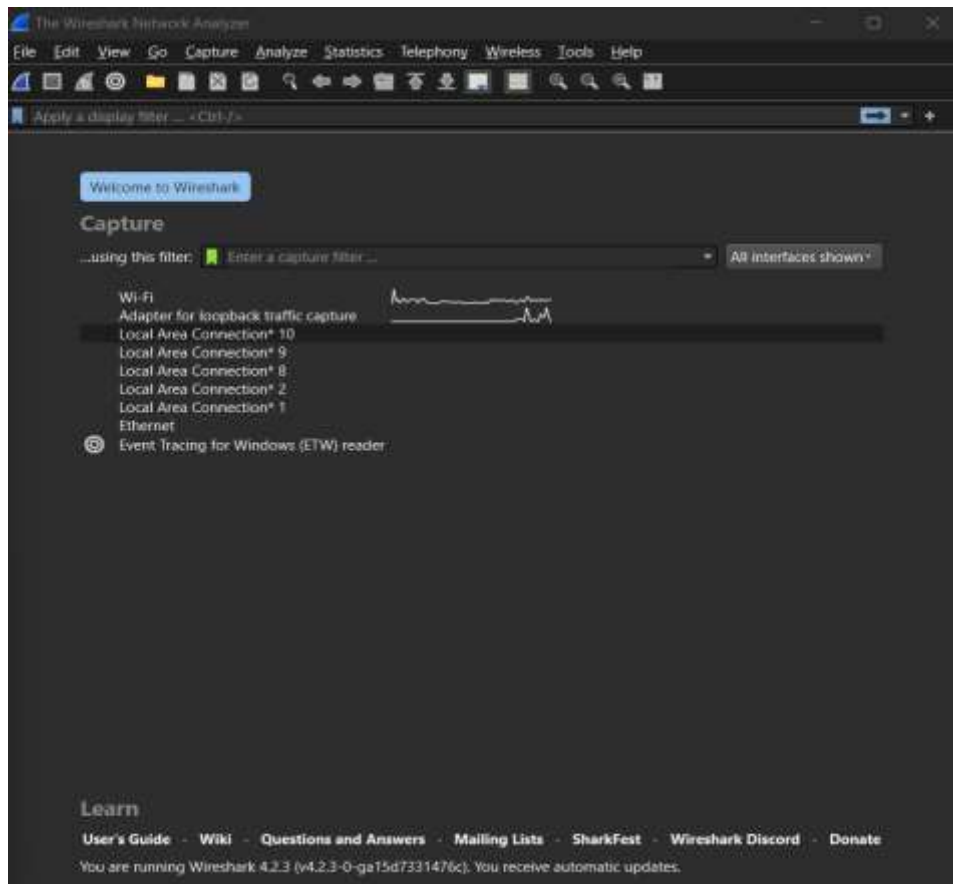 The Wireshark Network Analyzer
File Edit View Go Capture Analyze Statistics Telephony Wireless Tools Help
Apply a display filter ... <Ctrl-/>
Welcome to Wireshark
Capture
...using this filter: Enter a capture filter ... All interfaces shown
Wi-Fi
Adapter for loopback traffic capture
Local Area Connection* 10
Local Area Connection* 9
Local Area Connection* 8
Local Area Connection* 2
Local Area Connection* 1
Ethernet
Event Tracing for Windows (ETW) reader
Learn
User's Guide · Wiki · Questions and Answers · Mailing Lists · SharkFest · Wireshark Discord · Donate
You are running Wireshark 4.2.3 (v4.2.3-0-ga15d7331476c). You receive automatic updates.